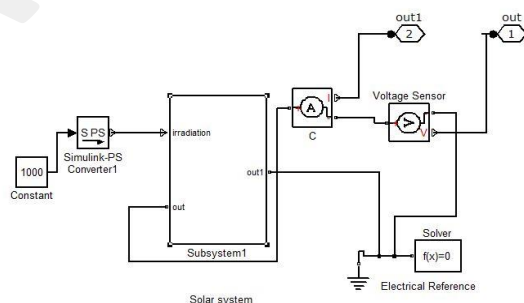 out1
2
out
1
Voltage Sensor
I
A
C
V
V
S PS
Simulink-PS
Converter1
1000
Constant
irradiation
out1
out
Subsystem1
Solver
f(x)=0
Electrical Reference
Solar system